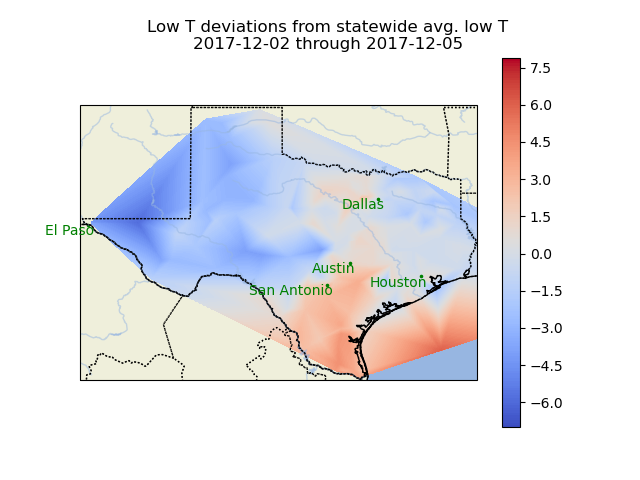 Low T deviations from statewide avg. low T
2017-12-02 through 2017-12-05
7.5
6.0
4.5
3.0
1.5
0.0
−1.5
−3.0
−4.5
−6.0
Dallas
El Paso
Austin
Houston
San Antonio